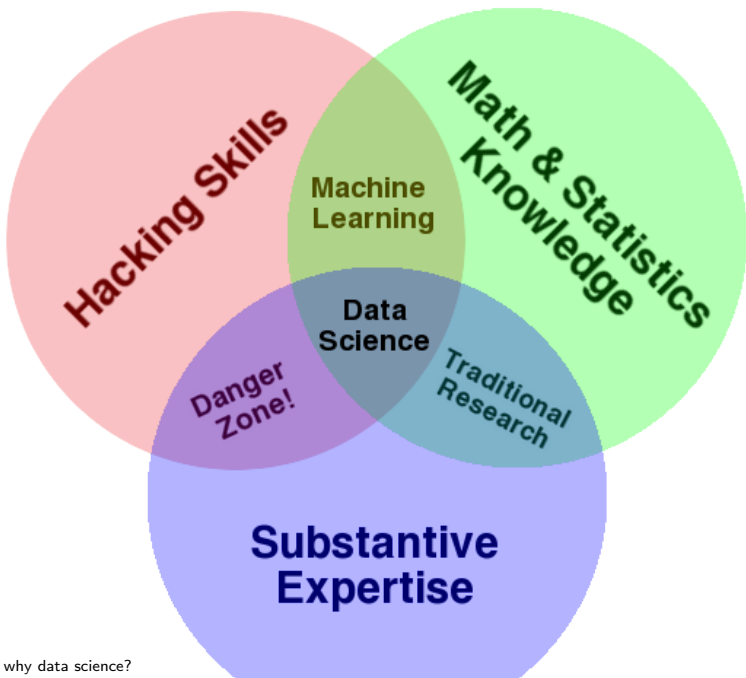 Hacking Skills
Math & Statistics
Knowledge
Machine
Learning
Data
Science
Danger
Zone!
Traditional
Research
Substantive
Expertise
why data science?